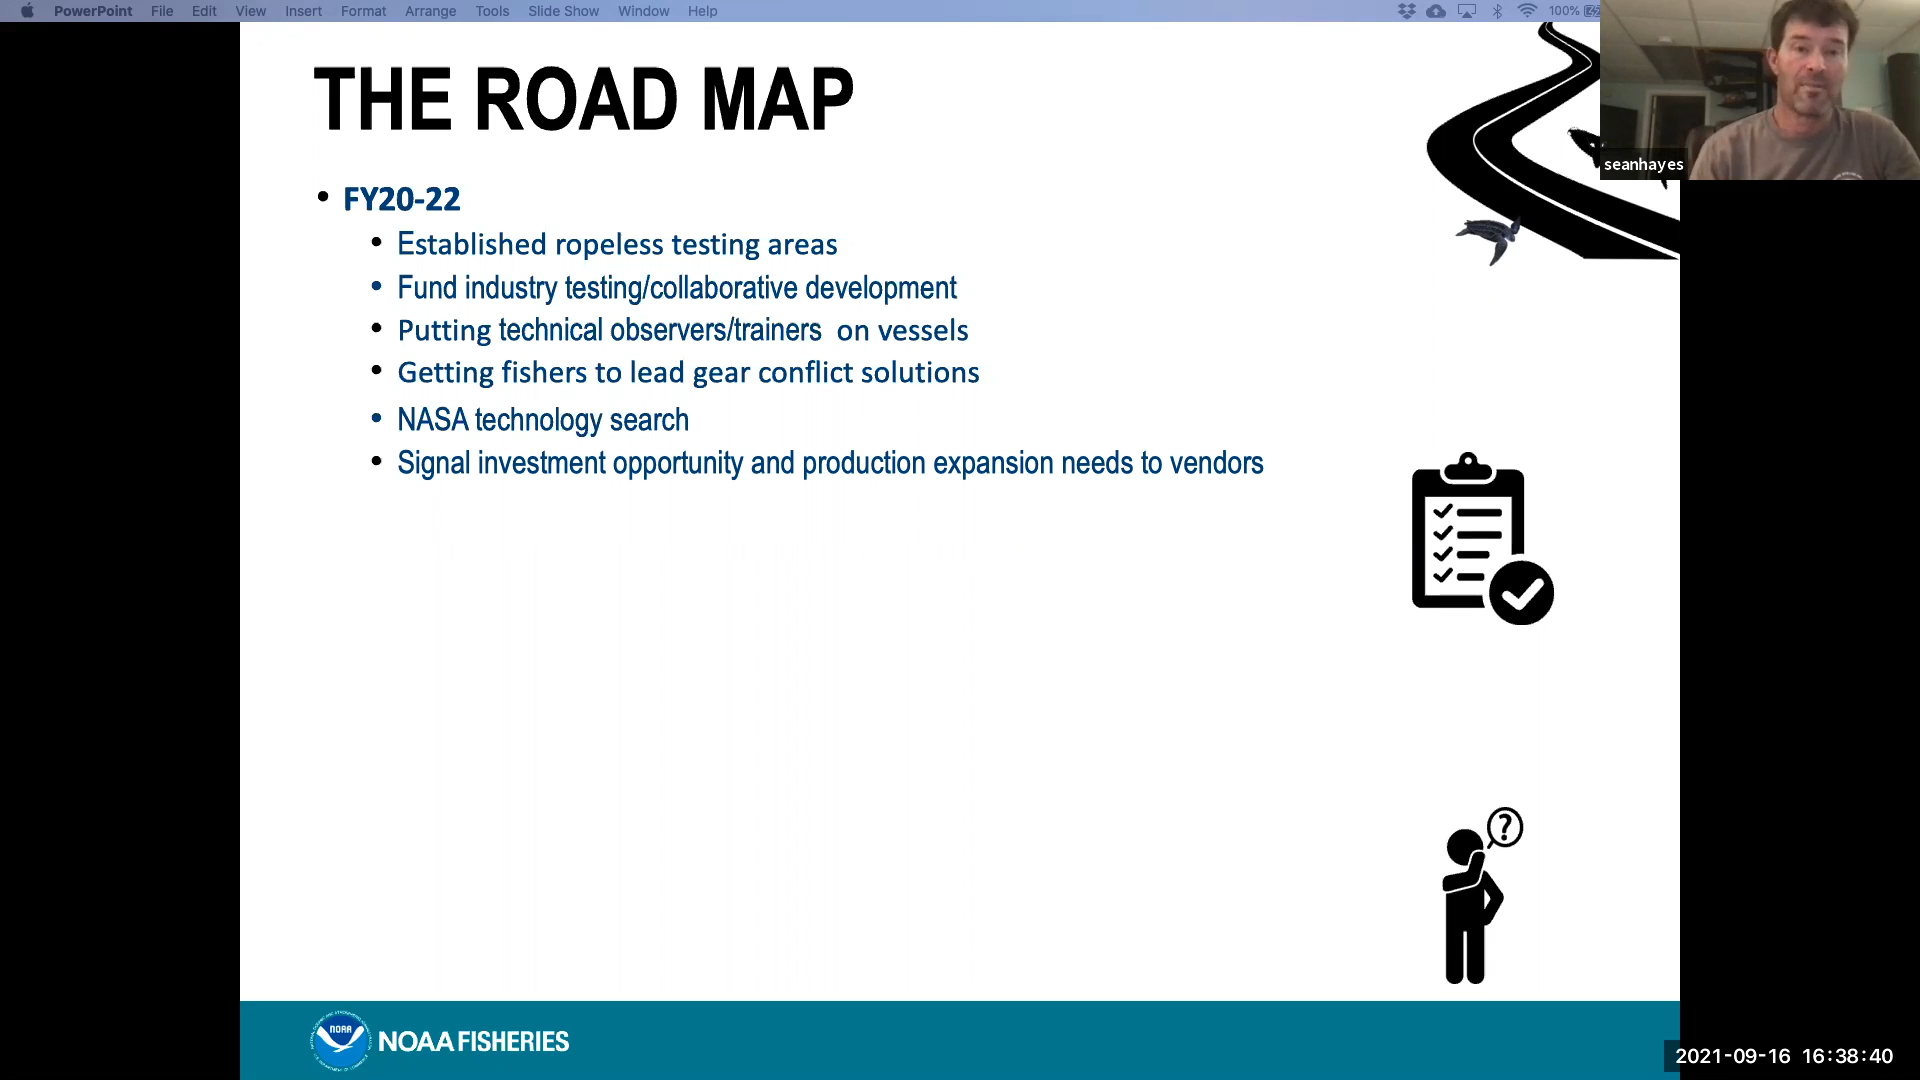 PowerPoint File Edit View Insert Format Arrange Tools Slide Show Window Help 100%
seanhayes
THE ROAD MAP
• FY20-22
• Established ropeless testing areas
• Fund industry testing/collaborative development
• Putting technical observers/trainers on vessels
• Getting fishers to lead gear conflict solutions
• NASA technology search
• Signal investment opportunity and production expansion needs to vendors
?
NOAA
NOAA FISHERIES
2021-09-16 16:38:40